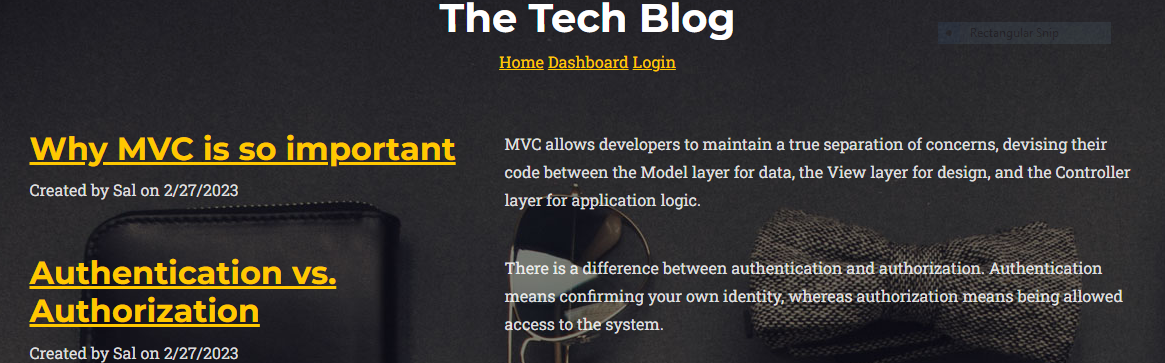 The Tech Blog
Rectangular Snip
Home Dashboard Login
Why MVC is so important
Created by Sal on 2/27/2023
MVC allows developers to maintain a true separation of concerns, devising their
code between the Model layer for data, the View layer for design, and the Controller
layer for application logic.
Authentication vs.
Authorization
Created by Sal on 2/27/2023
There is a difference between authentication and authorization. Authentication
means confirming your own identity, whereas authorization means being allowed
access to the system.